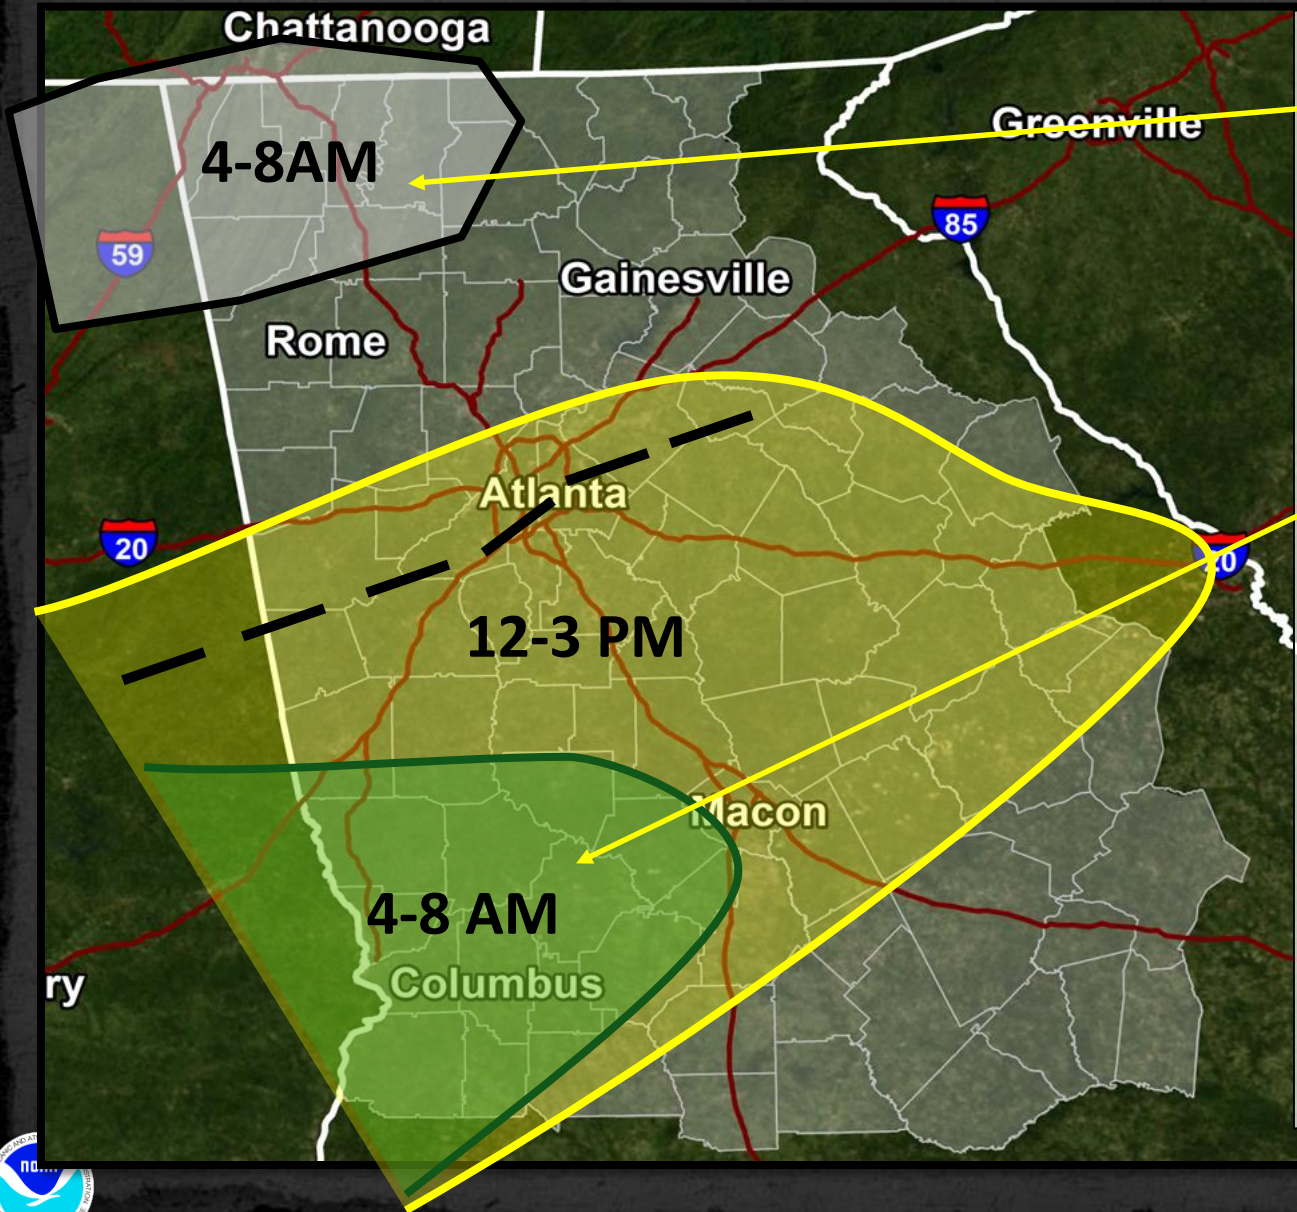 Chattanooga
Greenville
4-8AM
85
59
Gainesville
Rome
Atlanta
20
20
12-3 PM
Macon
4-8 AM
Columbus
ry